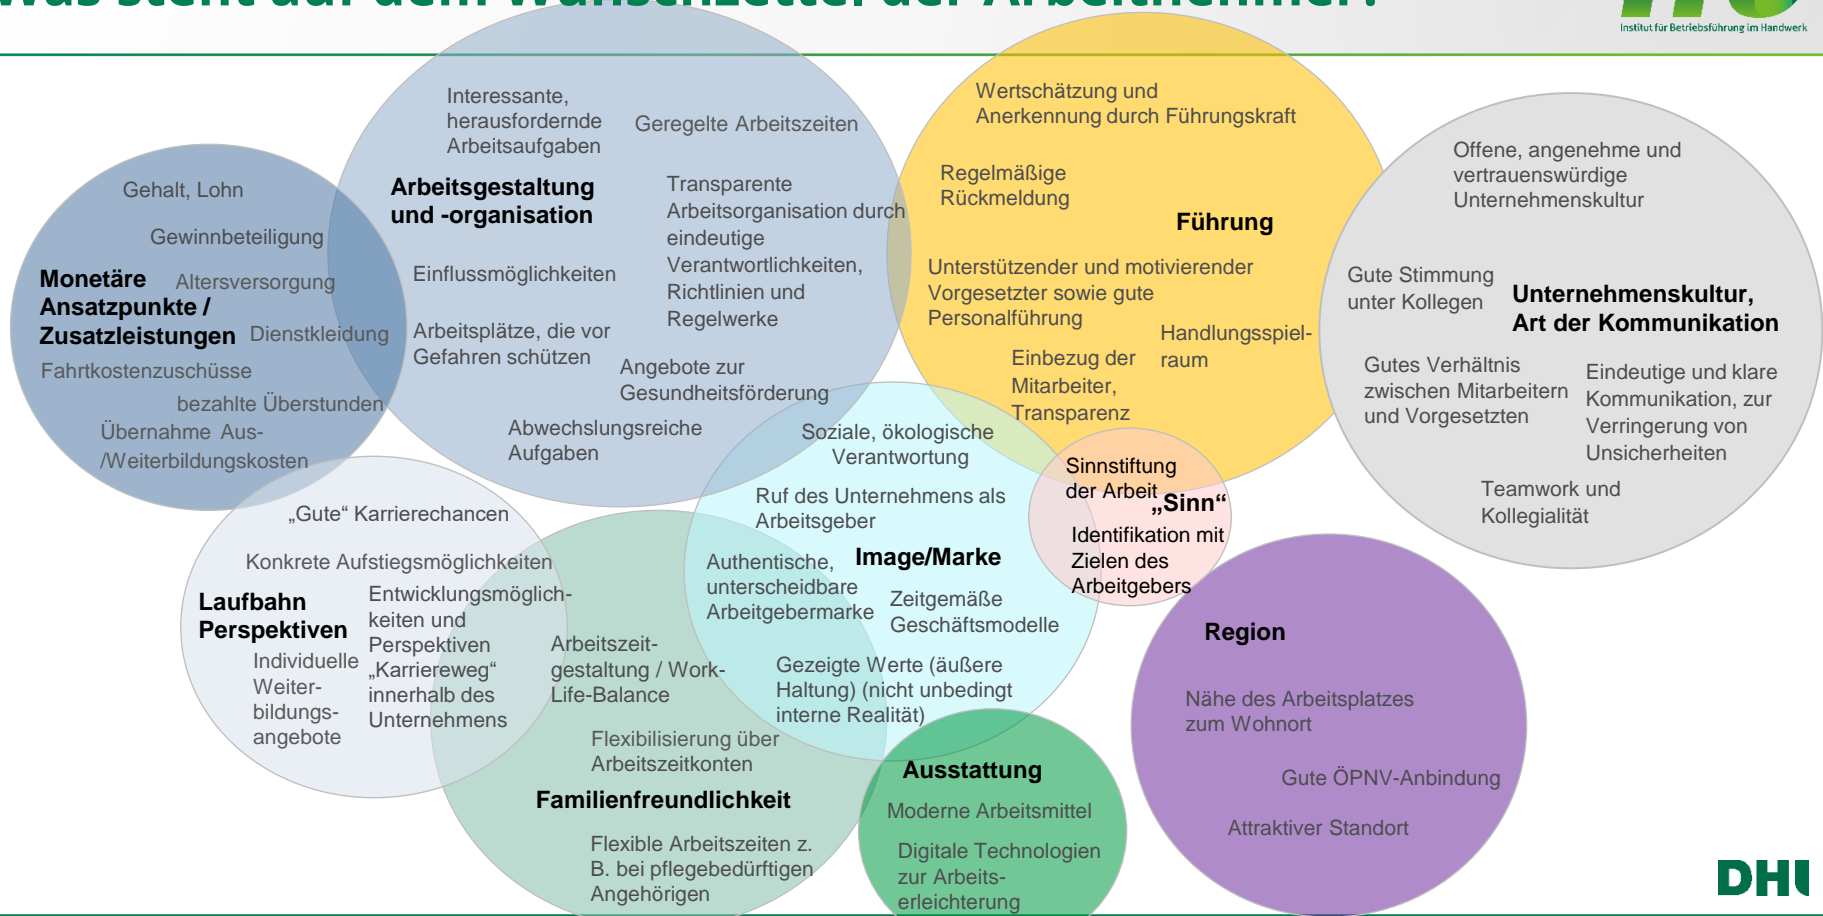 Was steht auf dem Wunschzettel der Arbeitnehmer?
Institut für Betriebsführung im Handwerk
Interessante,
herausfordernde
Arbeitsaufgaben
Geregelte Arbeitszeiten
Arbeitsgestaltung
und -organisation
Transparente
Arbeitsorganisation durch
eindeutige
Verantwortlichkeiten,
Richtlinien und
Regelwerke
Einflussmöglichkeiten
Arbeitsplätze, die vor
Gefahren schützen
Angebote zur
Gesundheitsförderung
Abwechslungsreiche
Aufgaben
Gehalt, Lohn
Gewinnbeteiligung
Monetäre
Ansatzpunkte /
Zusatzleistungen
Altersversorgung
Dienstkleidung
Fahrtkostenzuschüsse
bezahlte Überstunden
Übernahme Aus-
/Weiterbildungskosten
Wertschätzung und
Anerkennung durch Führungskraft
Regelmäßige
Rückmeldung
Führung
Unterstützender und motivierender
Vorgesetzter sowie gute
Personalführung
Handlungsspiel-
raum
Einbezug der
Mitarbeiter,
Transparenz
Offene, angenehme und
vertrauenswürdige
Unternehmenskultur
Gute Stimmung
unter Kollegen
Unternehmenskultur,
Art der Kommunikation
Gutes Verhältnis
zwischen Mitarbeitern
und Vorgesetzten
Eindeutige und klare
Kommunikation, zur
Verringerung von
Unsicherheiten
Teamwork und
Kollegialität
„Gute“ Karrierechancen
Konkrete Aufstiegsmöglichkeiten
Laufbahn
Perspektiven
Entwicklungsmöglich-
keiten und
Perspektiven
„Karriereweg“
innerhalb des
Unternehmens
Individuelle
Weiter-
bildungs-
angebote
Arbeitszeit-
gestaltung / Work-
Life-Balance
Flexibilisierung über
Arbeitszeitkonten
Familienfreundlichkeit
Flexible Arbeitszeiten z.
B. bei pflegebedürftigen
Angehörigen
Soziale, ökologische
Verantwortung
Ruf des Unternehmens als
Arbeitsgeber
Image/Marke
Authentische,
unterscheidbare
Arbeitgebermarke
Zeitgemäße
Geschäftsmodelle
Gezeigte Werte (äußere
Haltung) (nicht unbedingt
interne Realität)
Sinnstiftung
der Arbeit
„Sinn“
Identifikation mit
Zielen des
Arbeitgebers
Ausstattung
Moderne Arbeitsmittel
Digitale Technologien
zur Arbeits-
erleichterung
Region
Nähe des Arbeitsplatzes
zum Wohnort
Gute ÖPNV-Anbindung
Attraktiver Standort